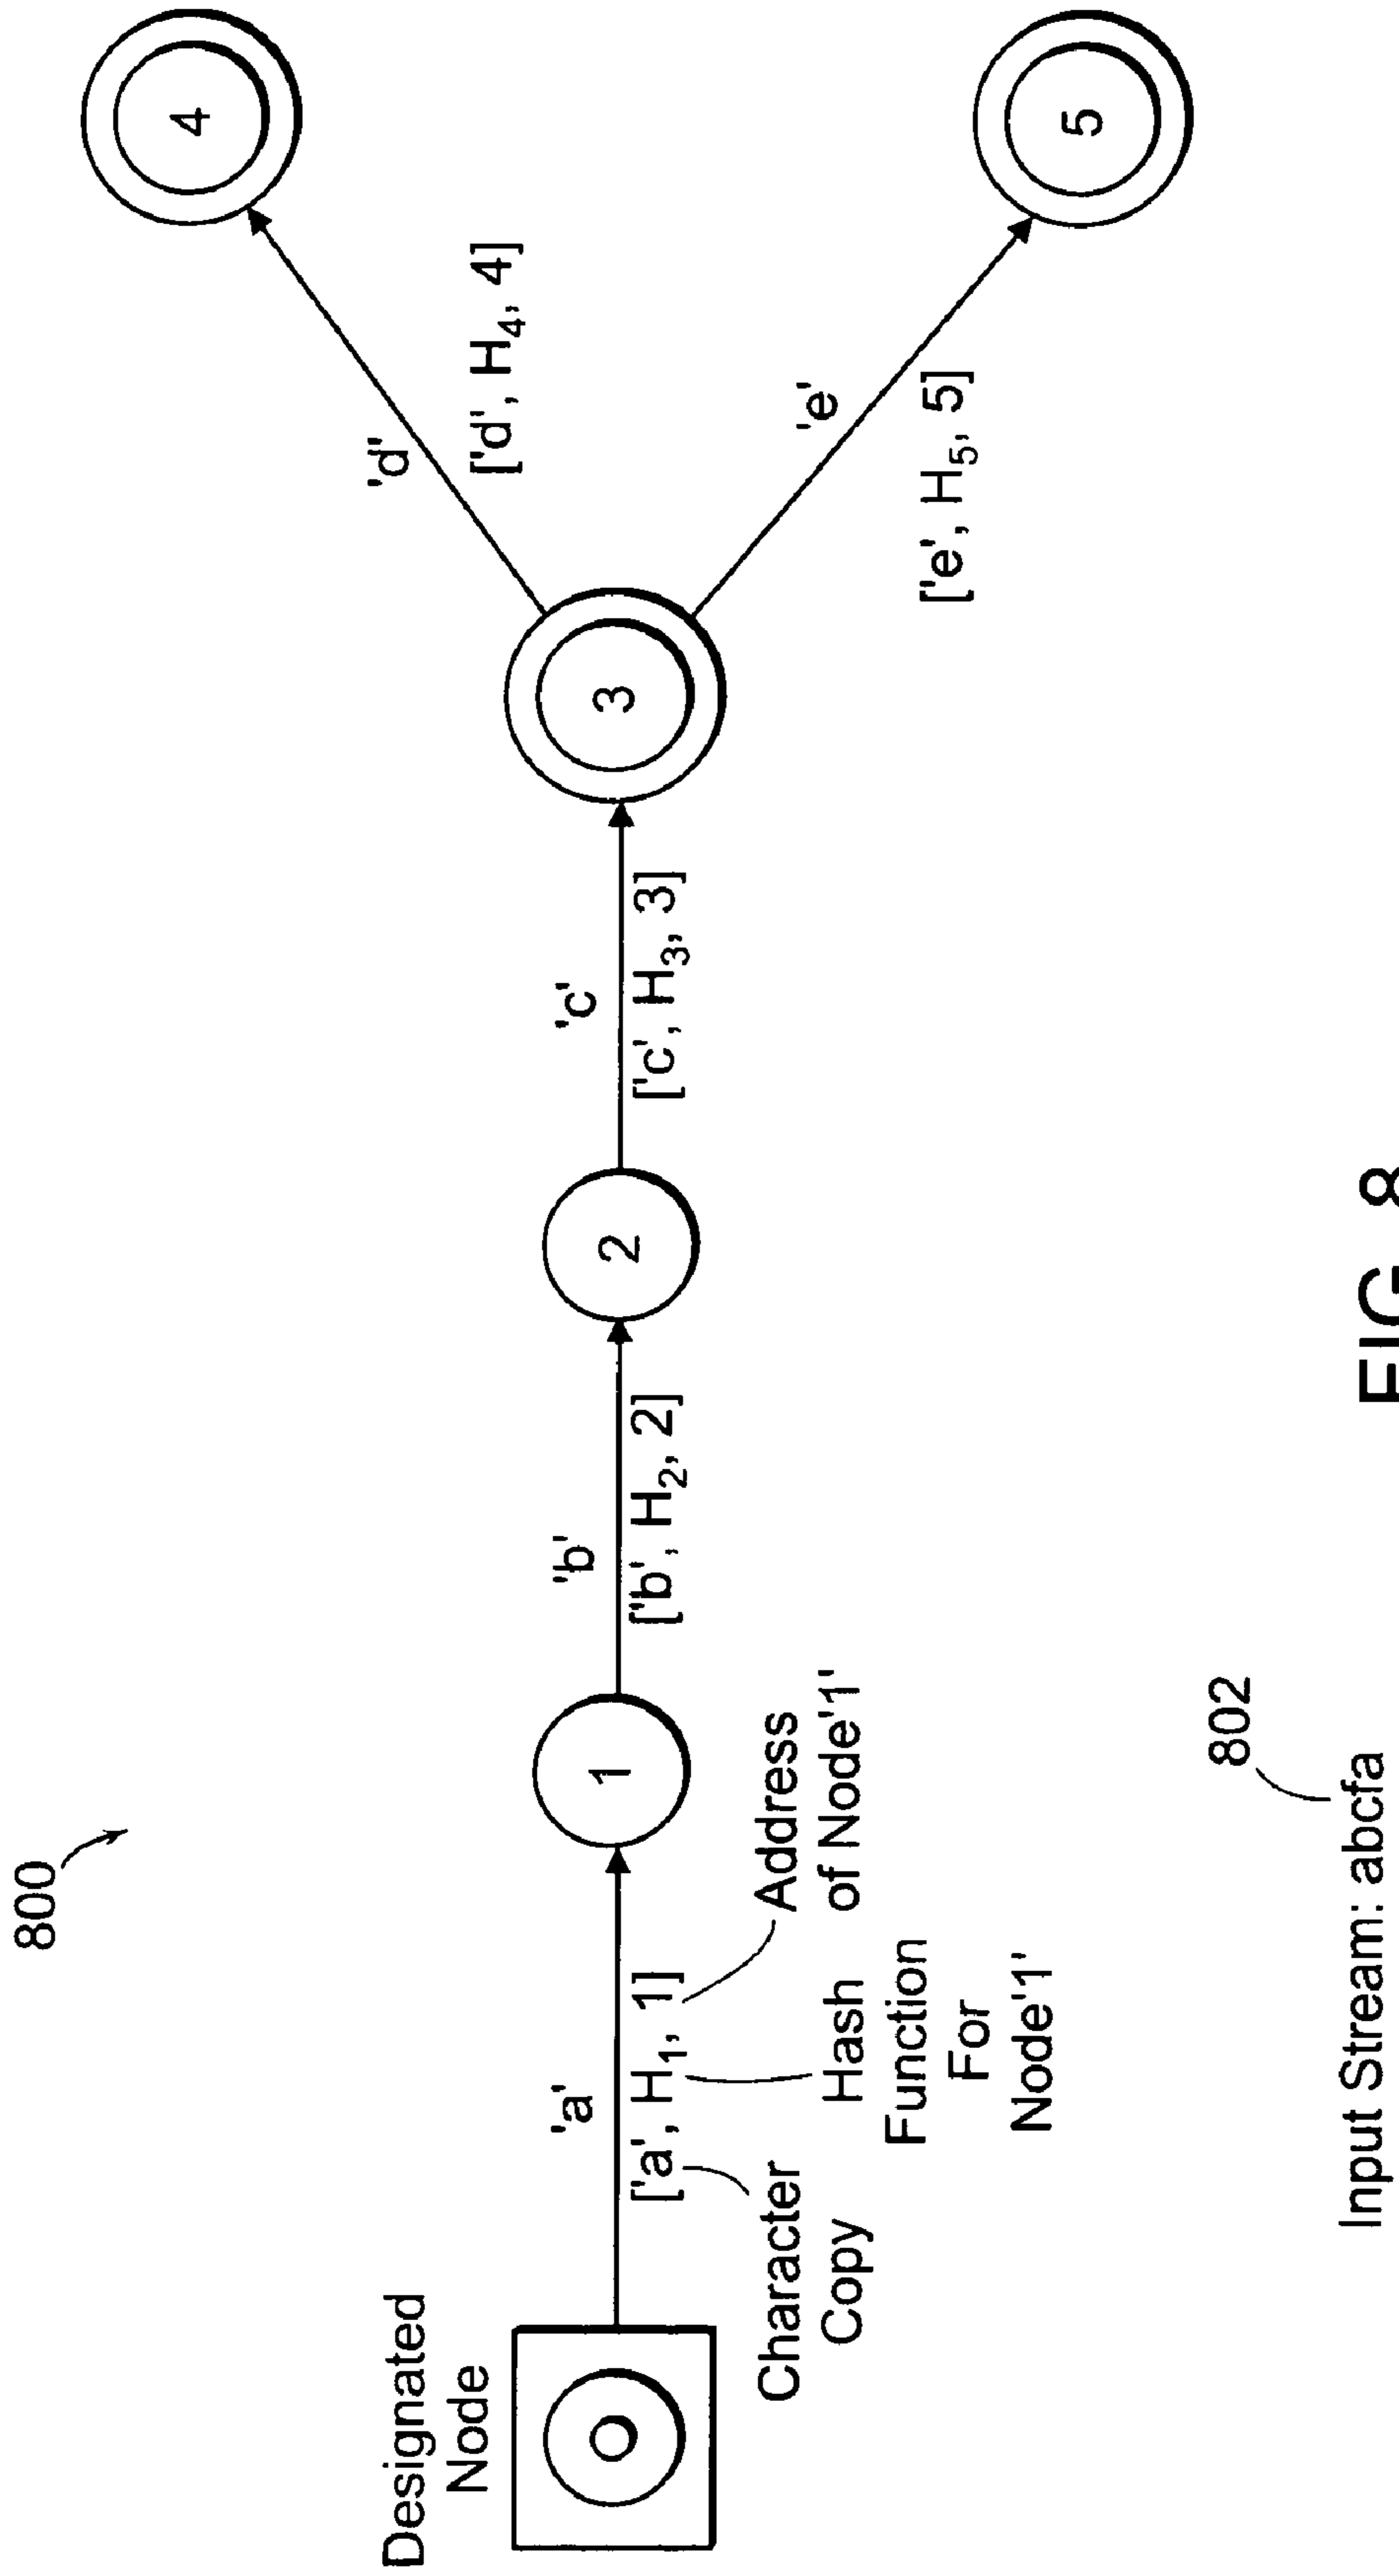 800
Designated
Node
0
'a'
['a', H1, 1]
Character
Copy
Hash
Function
For
Node'1'
Address
of Node'1'
1
'b'
['b', H2, 2]
2
'c'
['c', H3, 3]
3
'd'
['d', H4, 4]
4
'e'
['e', H5, 5]
5
802
Input Stream: abcfa
FIG. 8